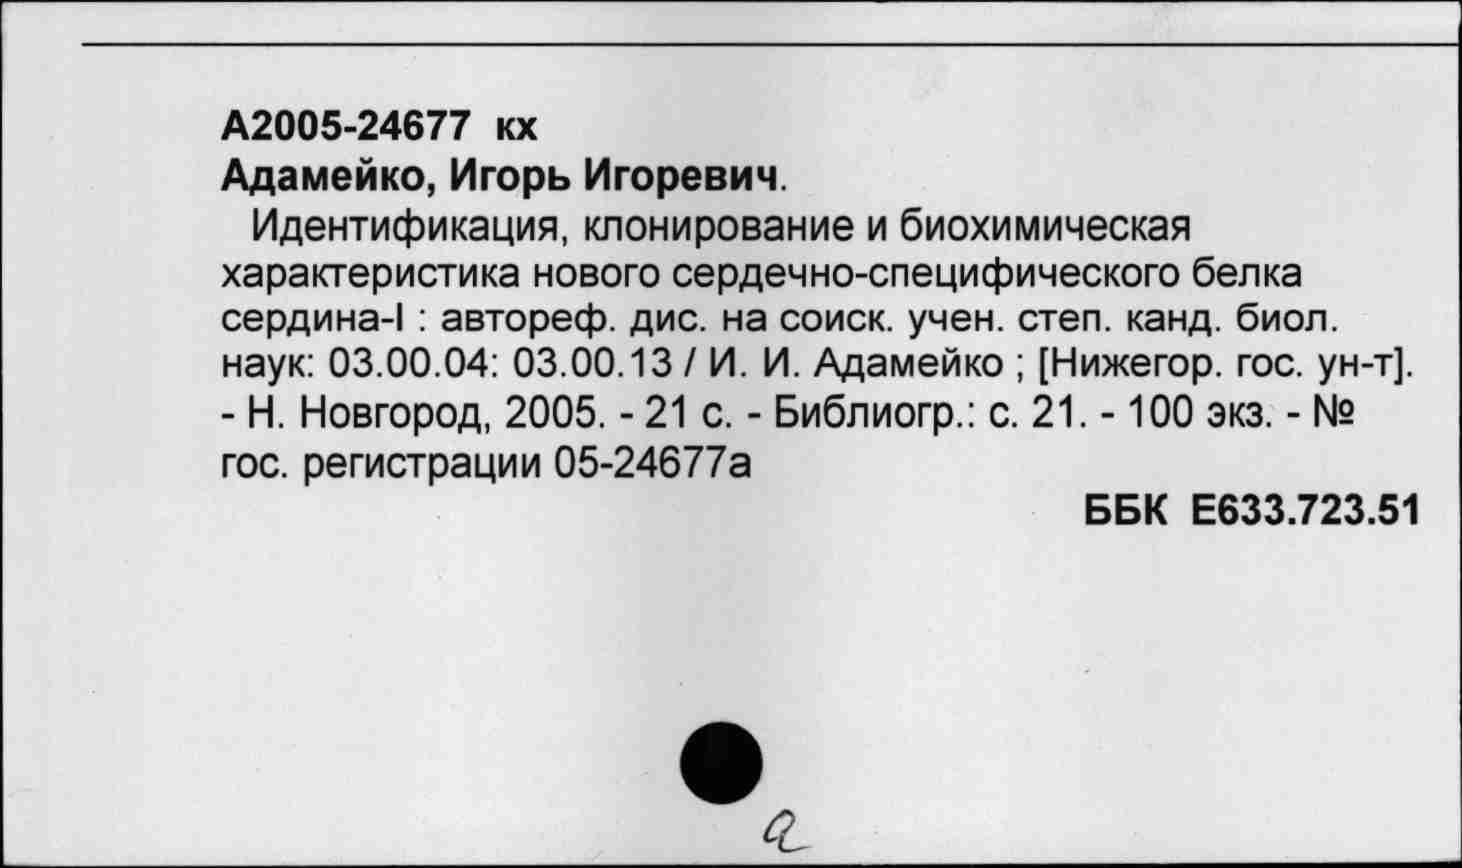 А2005-24677 кх
Адамейко, Игорь Игоревич.
Идентификация, клонирование и биохимическая
характеристика нового сердечно-специфического белка
сердина-I : автореф. дис. на соиск. учен. степ. канд. биол.
наук: 03.00.04: 03.00.13 / И. И. Адамейко ; [Нижегор. гос. ун-т].
- Н. Новгород, 2005. - 21 с. - Библиогр.: с. 21. - 100 экз. - №
гос. регистрации 05-24677а
ББК Е633.723.51
а